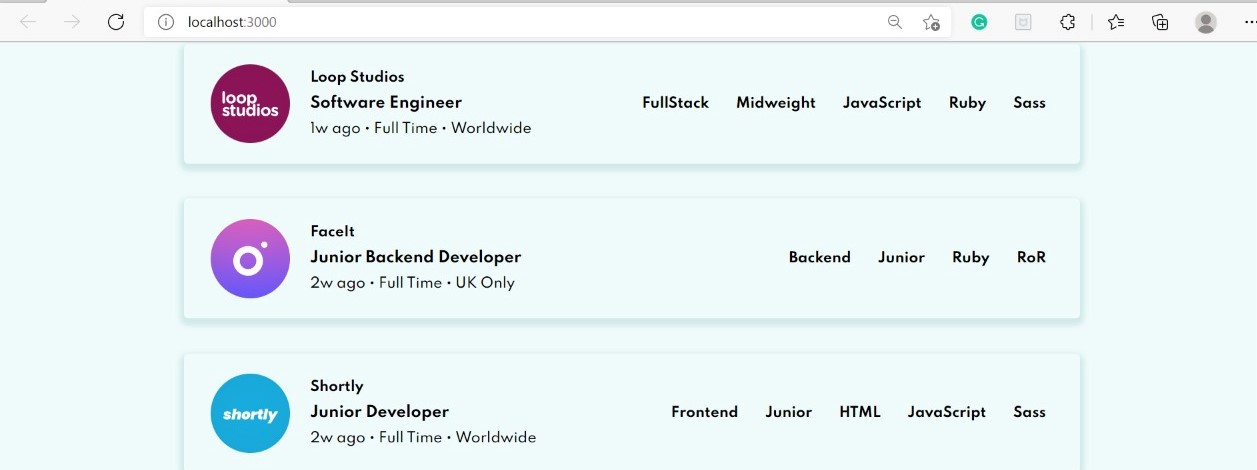 localhost:3000
loop
studios
Loop Studios
Software Engineer
1w ago • Full Time • Worldwide
FullStack Midweight JavaScript Ruby Sass
FaceIt
Junior Backend Developer
2w ago • Full Time • UK Only
Backend Junior Ruby RoR
shortly
Shortly
Junior Developer
2w ago • Full Time • Worldwide
Frontend Junior HTML JavaScript Sass